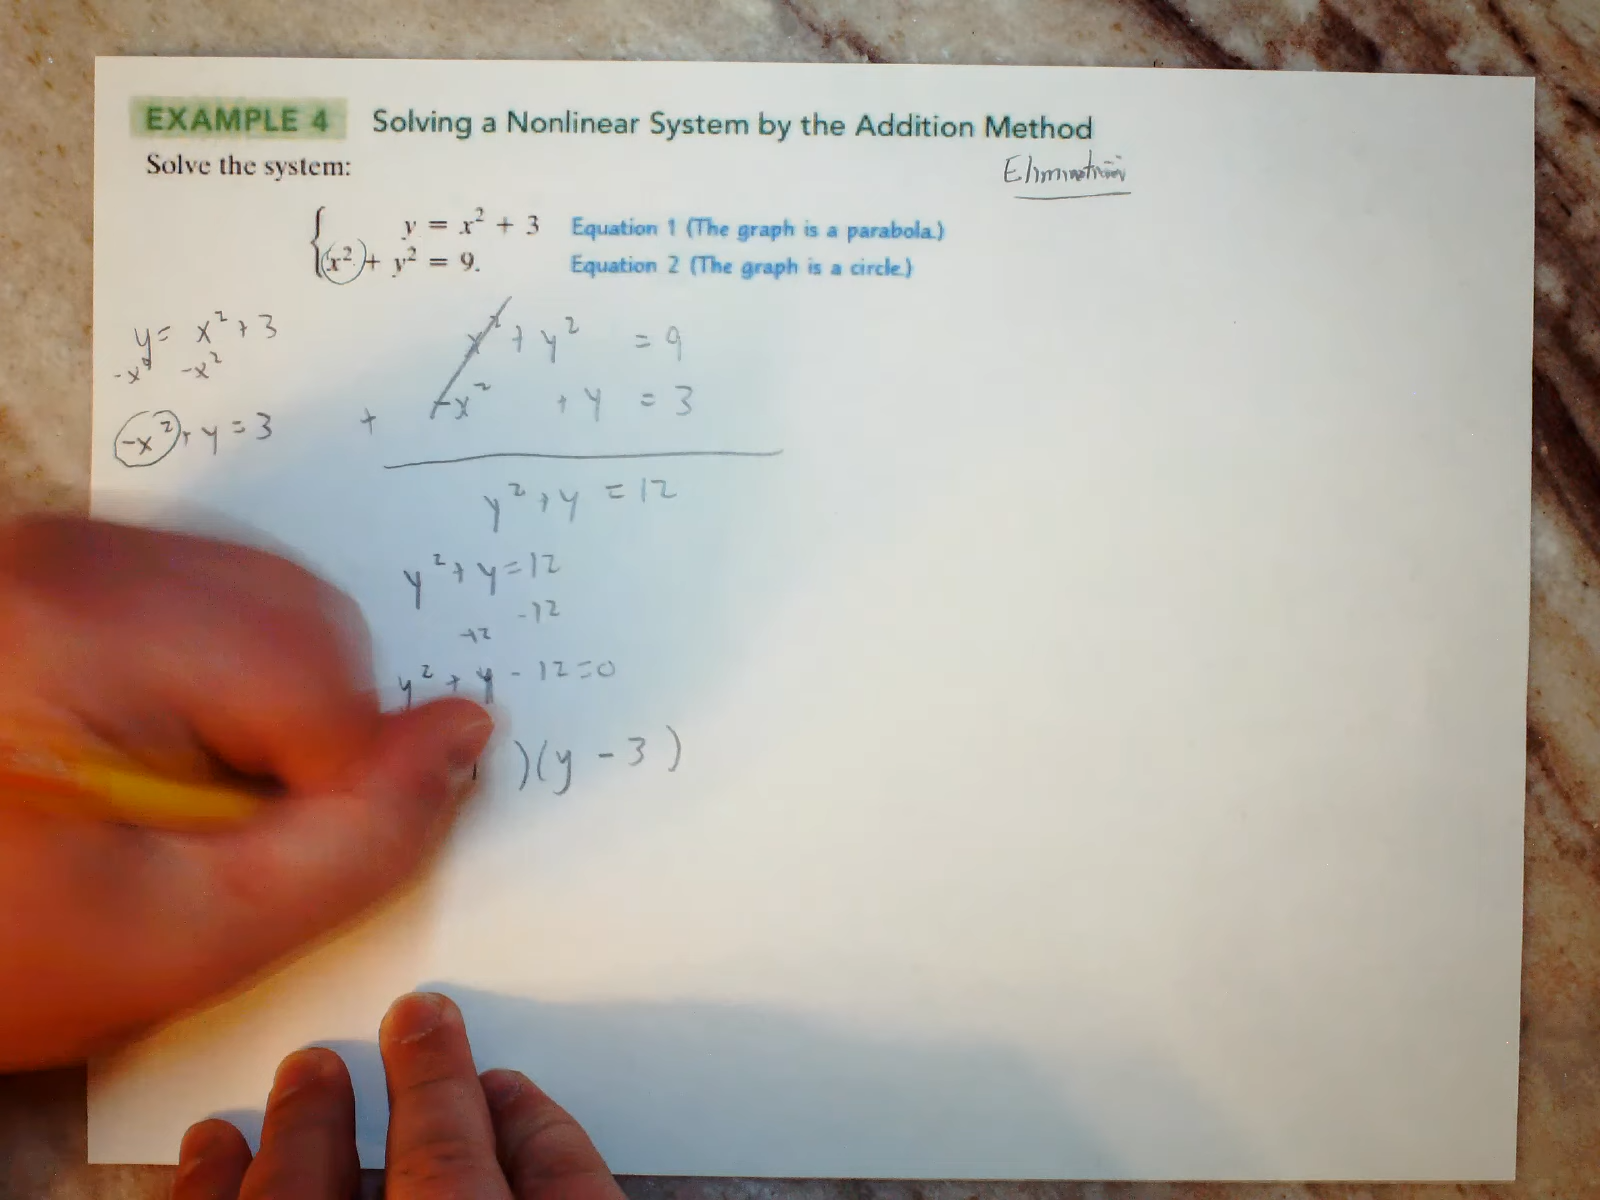 EXAMPLE 4 Solving a Nonlinear System by the Addition Method
Solve the system:
Elimination
y = x² + 3 Equation 1 (The graph is a parabola.)
x² + y² = 9. Equation 2 (The graph is a circle.)
y = x² + 3
-x² -x²
-x² + y = 3
x² + y² = 9
+ -x² + y = 3
y² + y = 12
y² + y = 12
-12 -12
y² + y - 12 = 0
)(y - 3 )